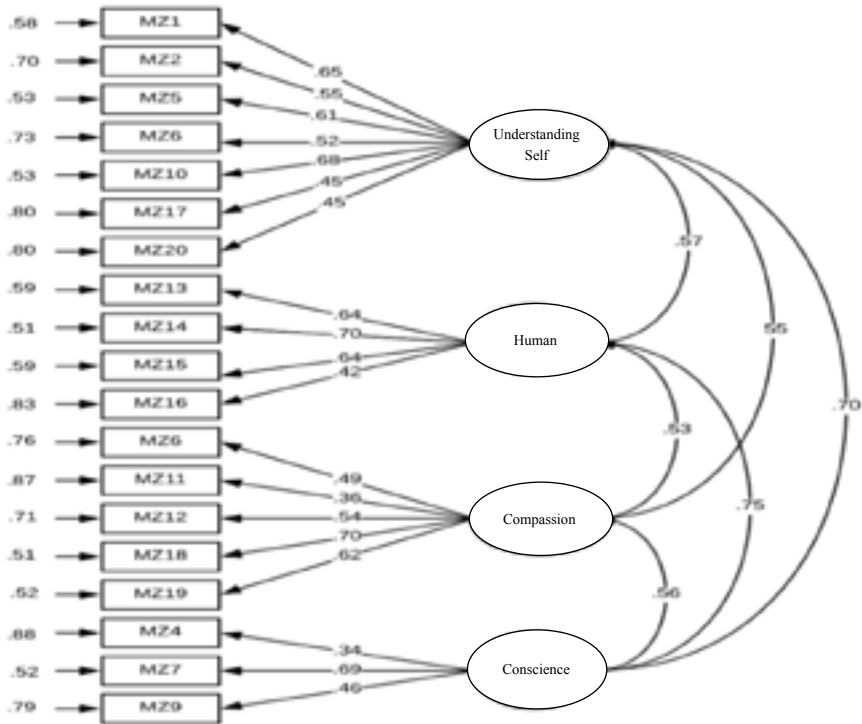 .58 MZ1
.65
.70 MZ2
.55
.53 MZ5
.61
.73 MZ6
.52
.53 MZ10
.68
.80 MZ17
.45
.80 MZ20
.45
Understanding
Self
.57
.59 MZ13
.64
.51 MZ14
.70
.59 MZ15
.64
.83 MZ16
.42
Human
55
.53
.70
.76 MZ6
.49
.87 MZ11
.36
.71 MZ12
.54
.51 MZ18
.70
.52 MZ19
.62
Compassion
.75
.56
.88 MZ4
.34
.52 MZ7
.69
.79 MZ9
.46
Conscience